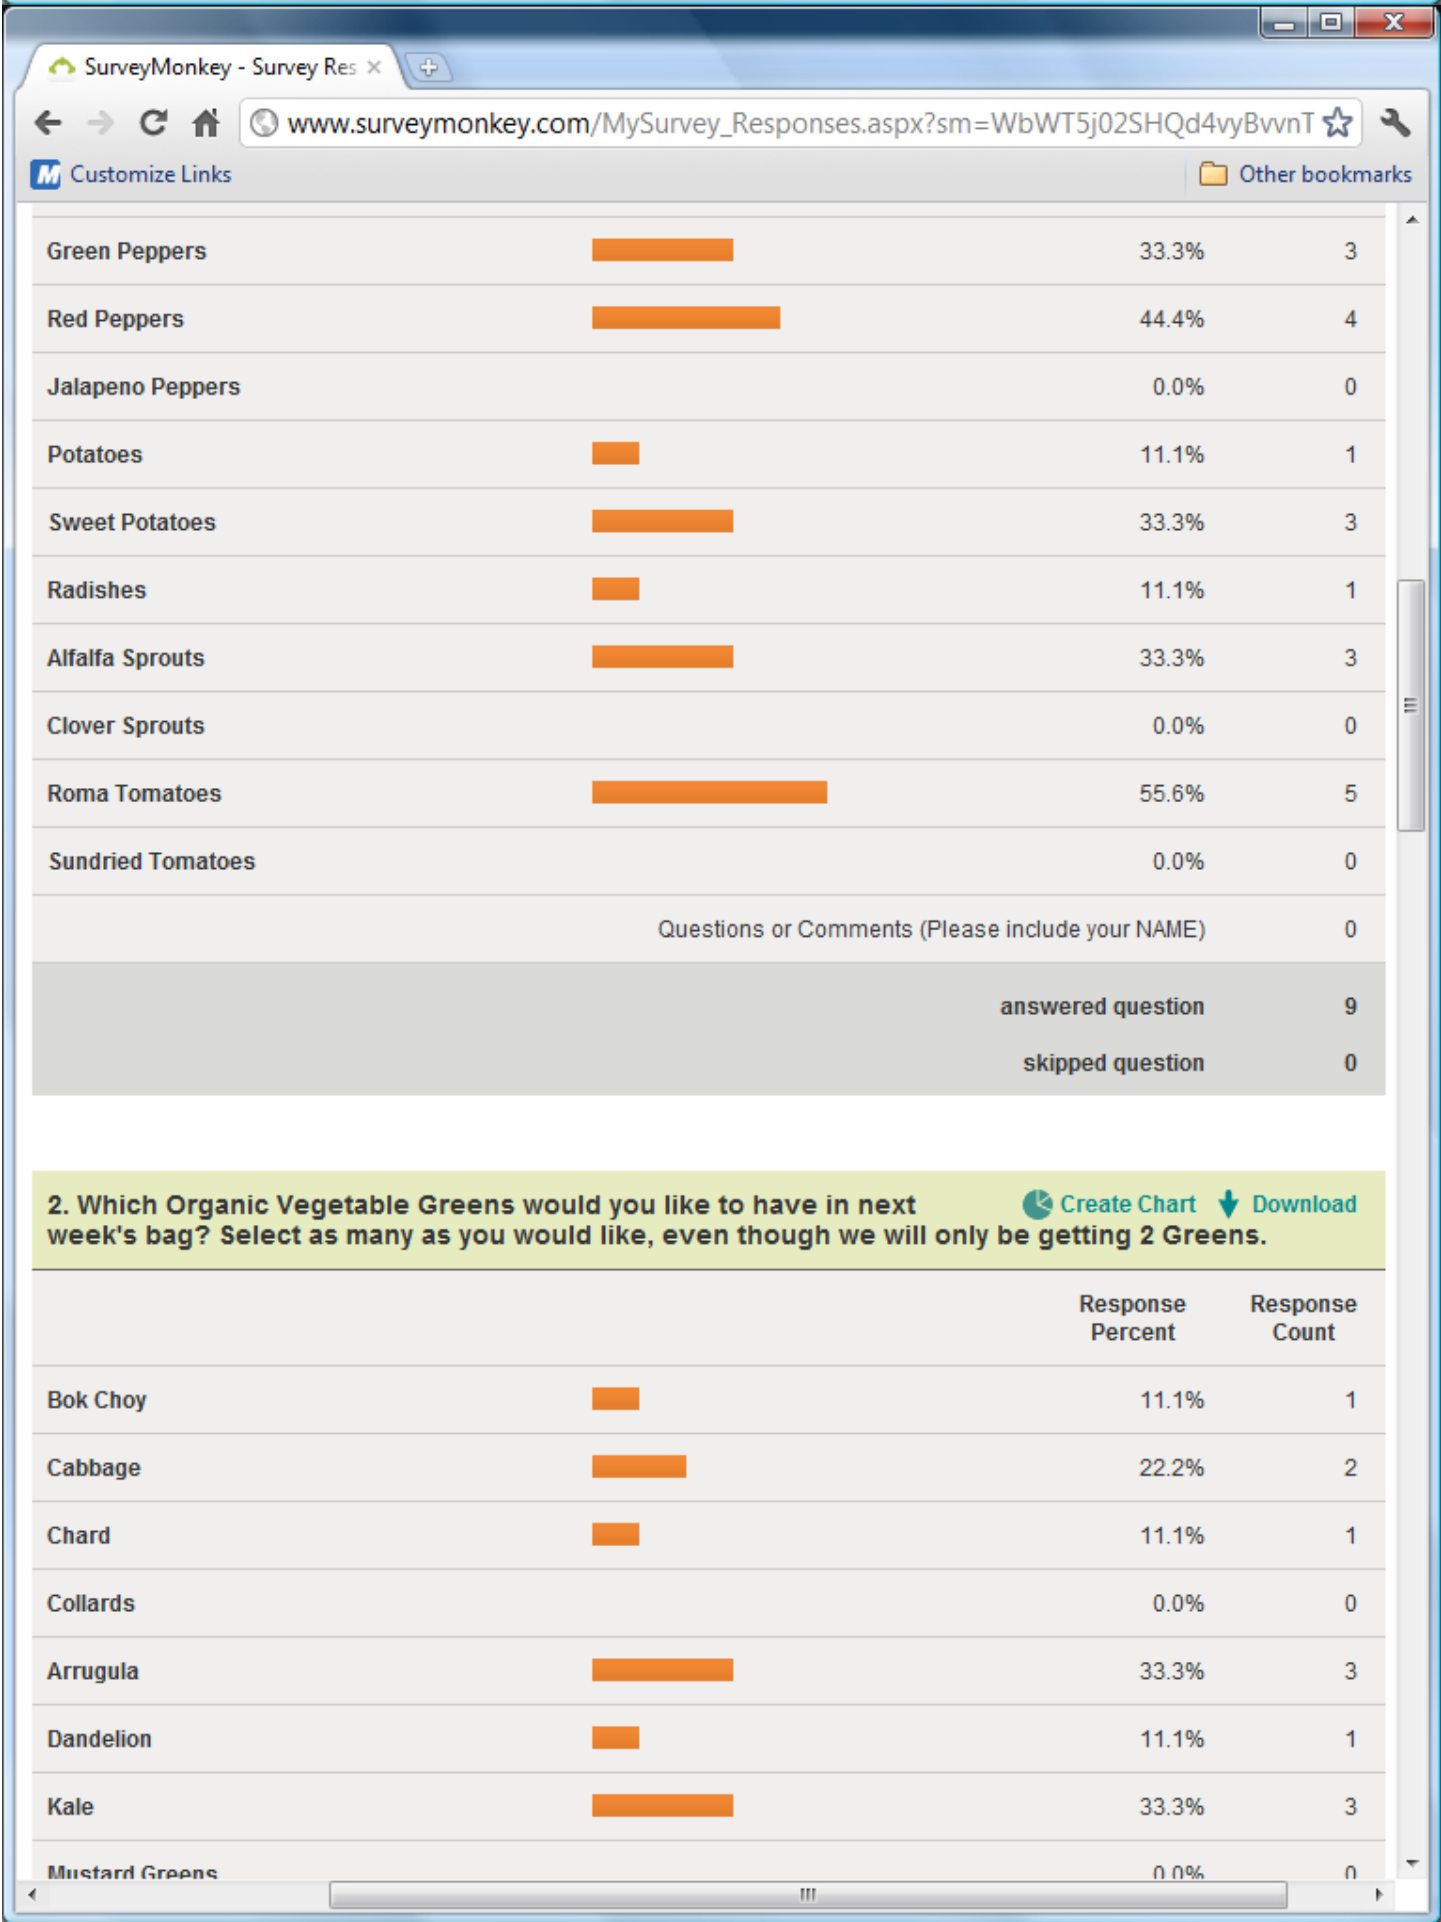 SurveyMonkey - Survey Res
www.surveymonkey.com/MySurvey_Responses.aspx?sm=WbWT5j02SHQd4vyBvvnT
Customize Links Other bookmarks
Green Peppers 33.3% 3
Red Peppers 44.4% 4
Jalapeno Peppers 0.0% 0
Potatoes 11.1% 1
Sweet Potatoes 33.3% 3
Radishes 11.1% 1
Alfalfa Sprouts 33.3% 3
Clover Sprouts 0.0% 0
Roma Tomatoes 55.6% 5
Sundried Tomatoes 0.0% 0
Questions or Comments (Please include your NAME) 0
answered question 9
skipped question 0
2. Which Organic Vegetable Greens would you like to have in next Create Chart Download
week's bag? Select as many as you would like, even though we will only be getting 2 Greens.
Response Response
Percent Count
Bok Choy 11.1% 1
Cabbage 22.2% 2
Chard 11.1% 1
Collards 0.0% 0
Arrugula 33.3% 3
Dandelion 11.1% 1
Kale 33.3% 3
Mustard Greens 0.0% 0